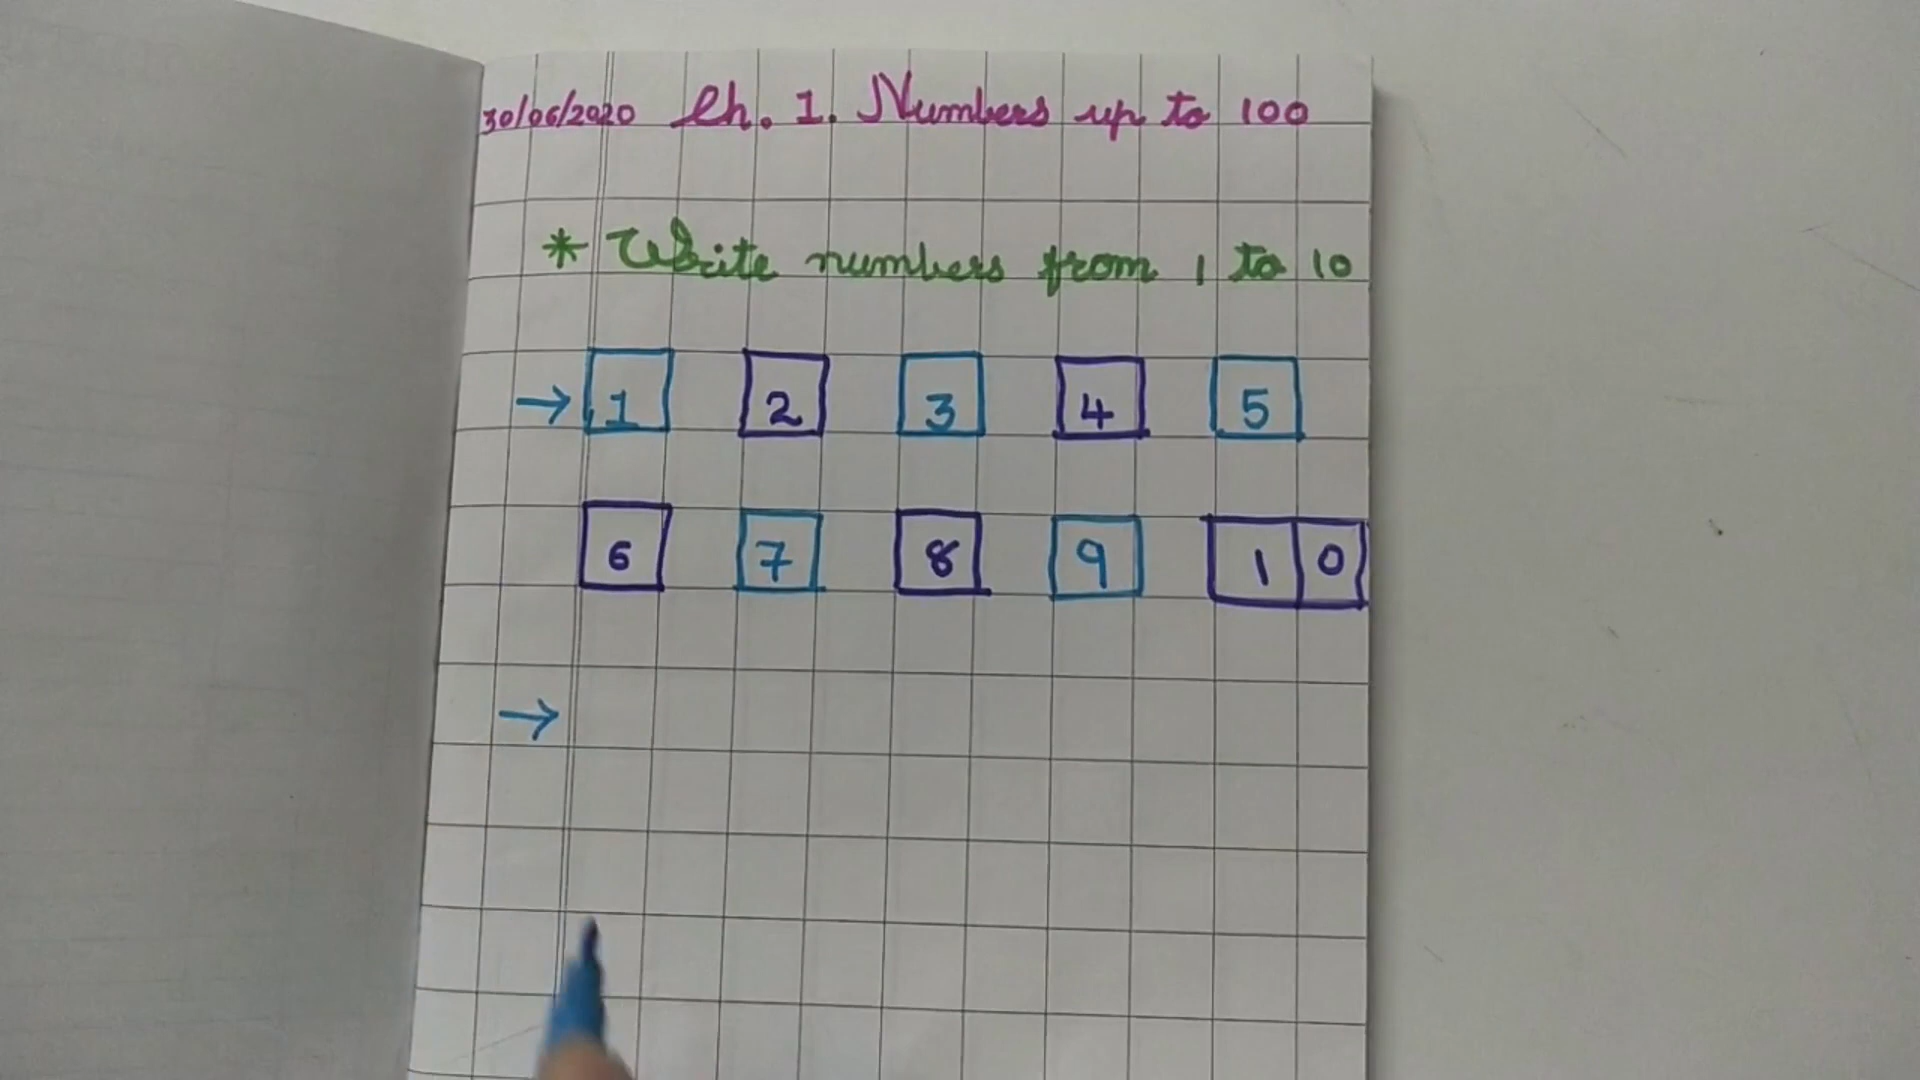 30/06/2020 Ch. 1. Numbers up to 100
* Write numbers from 1 to 10
→ 1 2 3 4 5
6 7 8 9 10
→